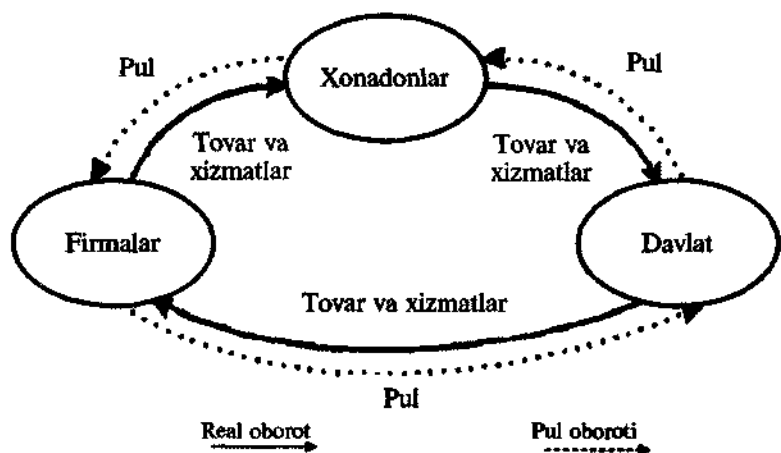 Pul
Xonadonlar
Pul
Tovar va
xizmatlar
Tovar va
xizmatlar
Firmalar
Davlat
Tovar va xizmatlar
Pul
Real oborot
Pul oboroti